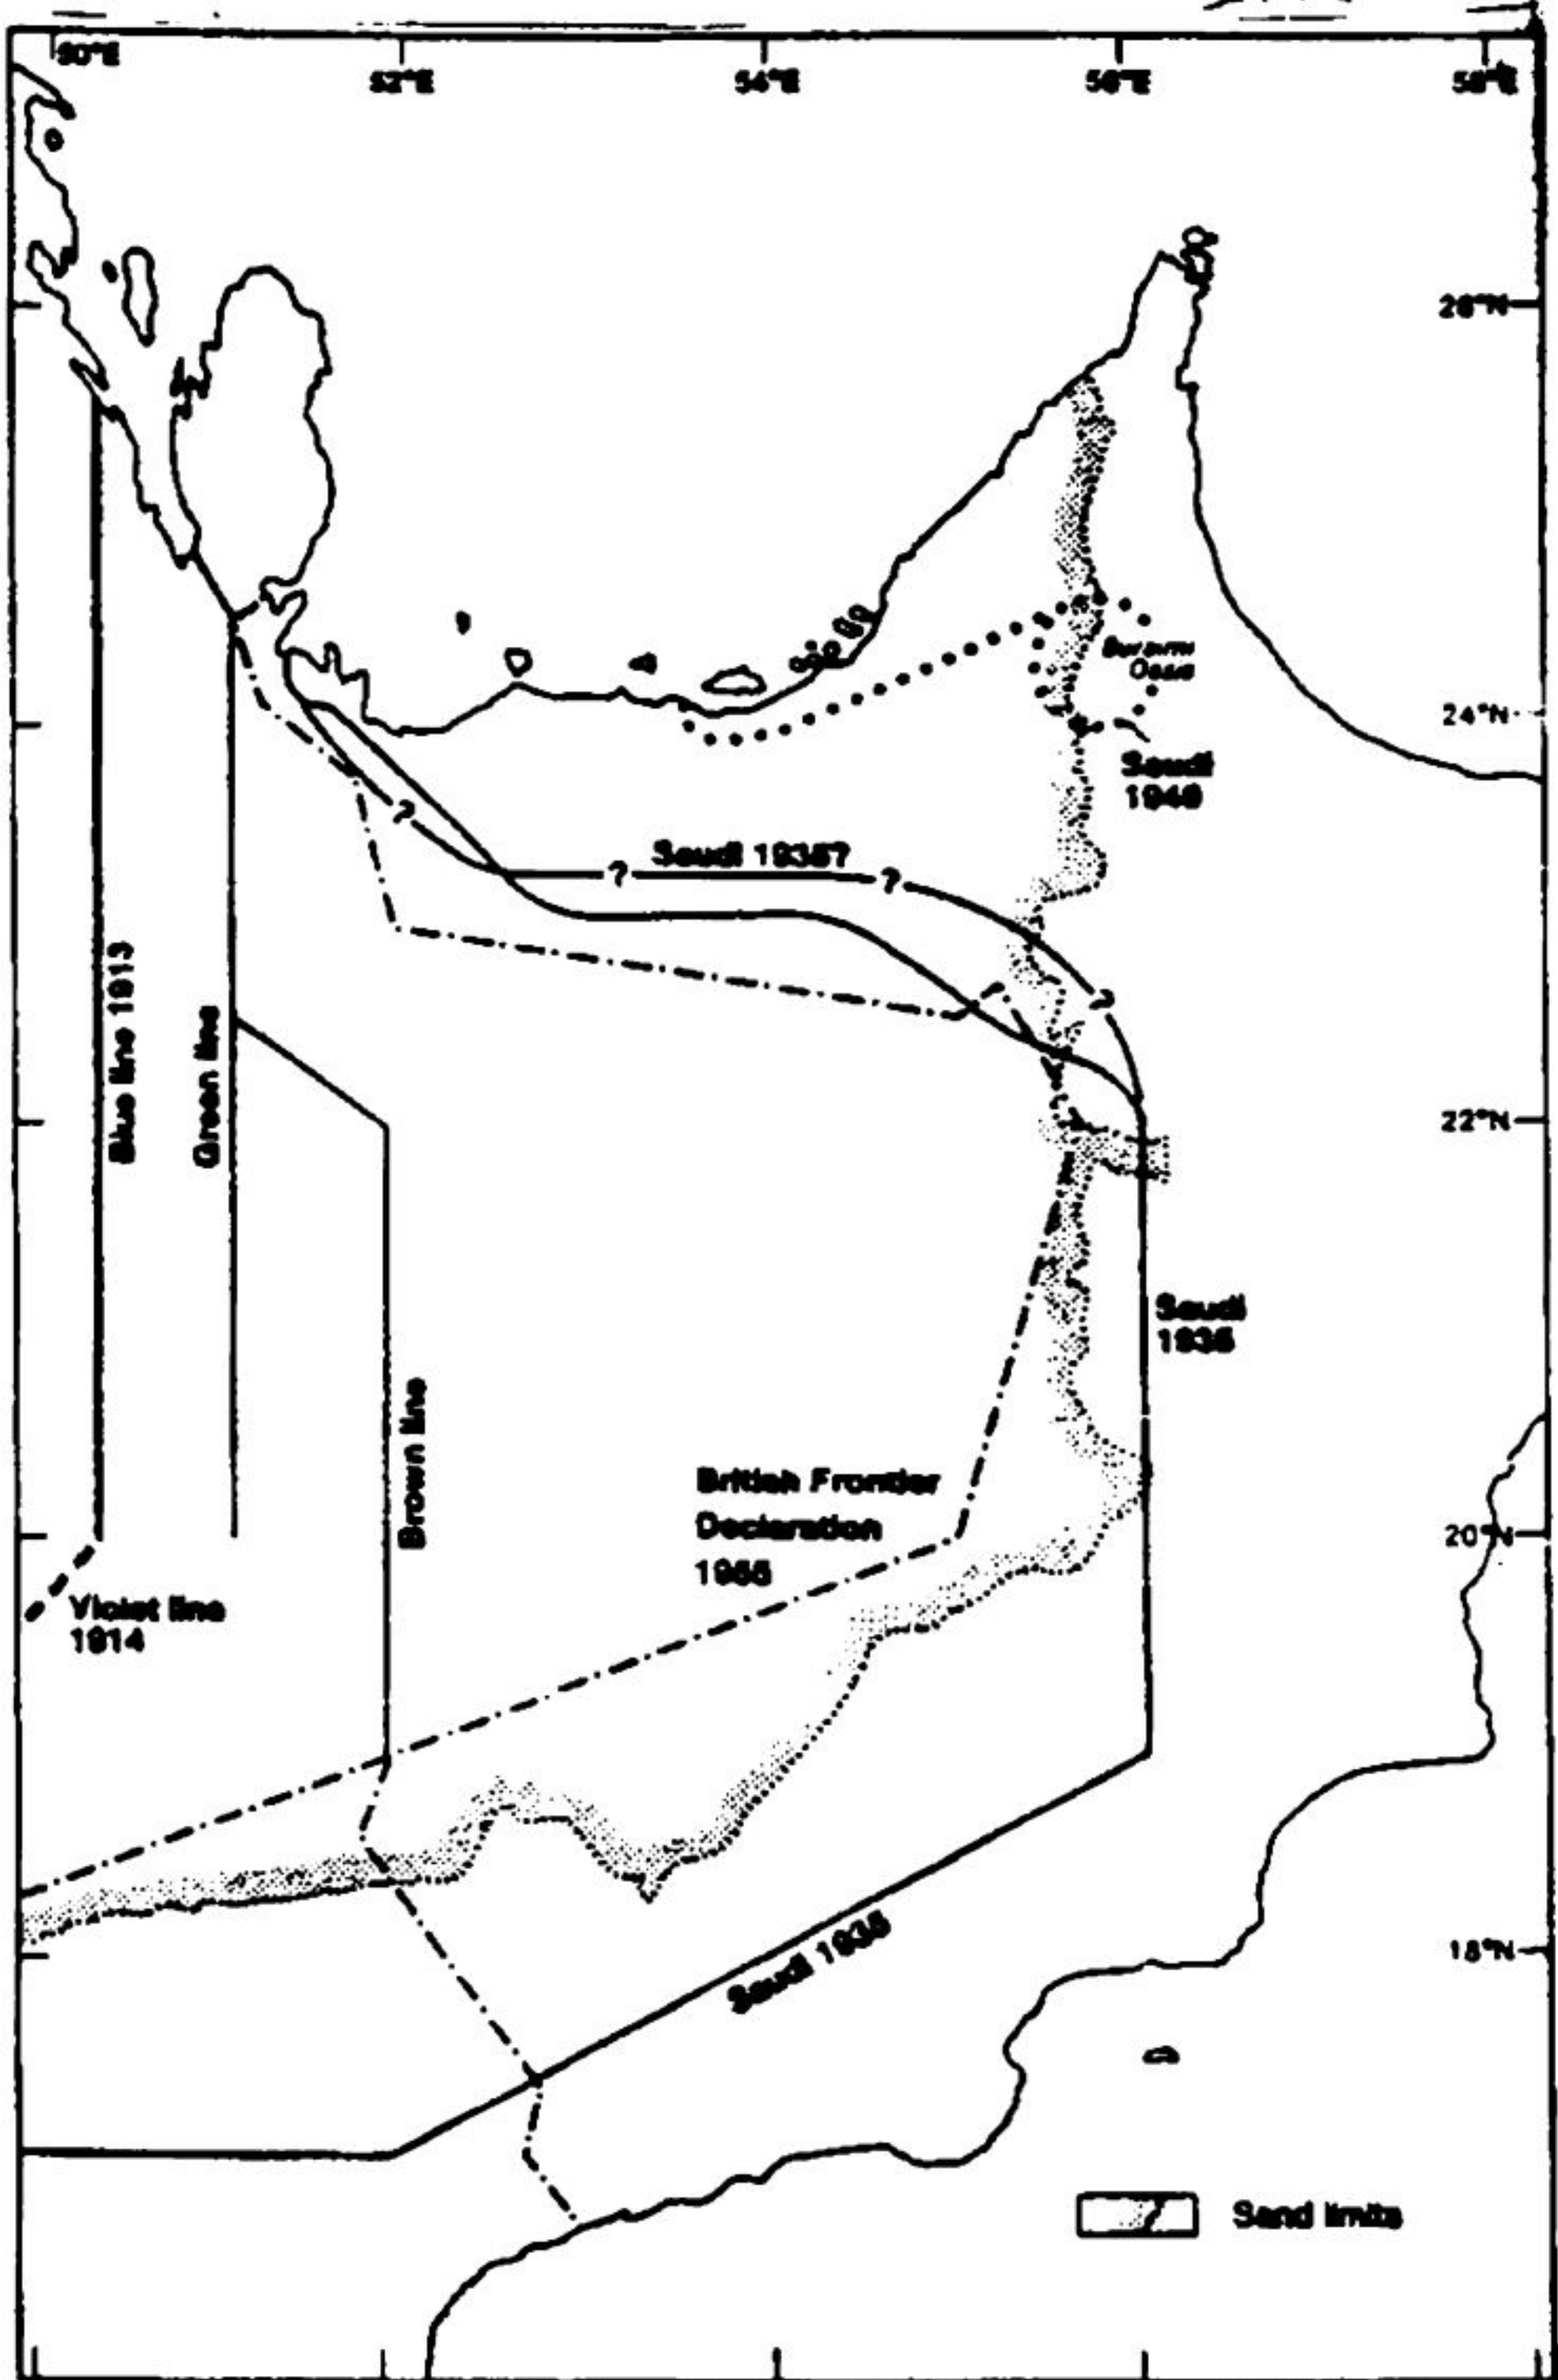 50°E
52°E
54°E
56°E
58°E
26°N
Buraimi
Oasis
24°N
Saudi
1949
Saudi 1935?
?
?
?
?
Blue line 1913
Green line
22°N
Saudi
1935
Brown line
British Frontier
Declaration
1955
20°N
Violet line
1914
18°N
Saudi 1935
Sand limits